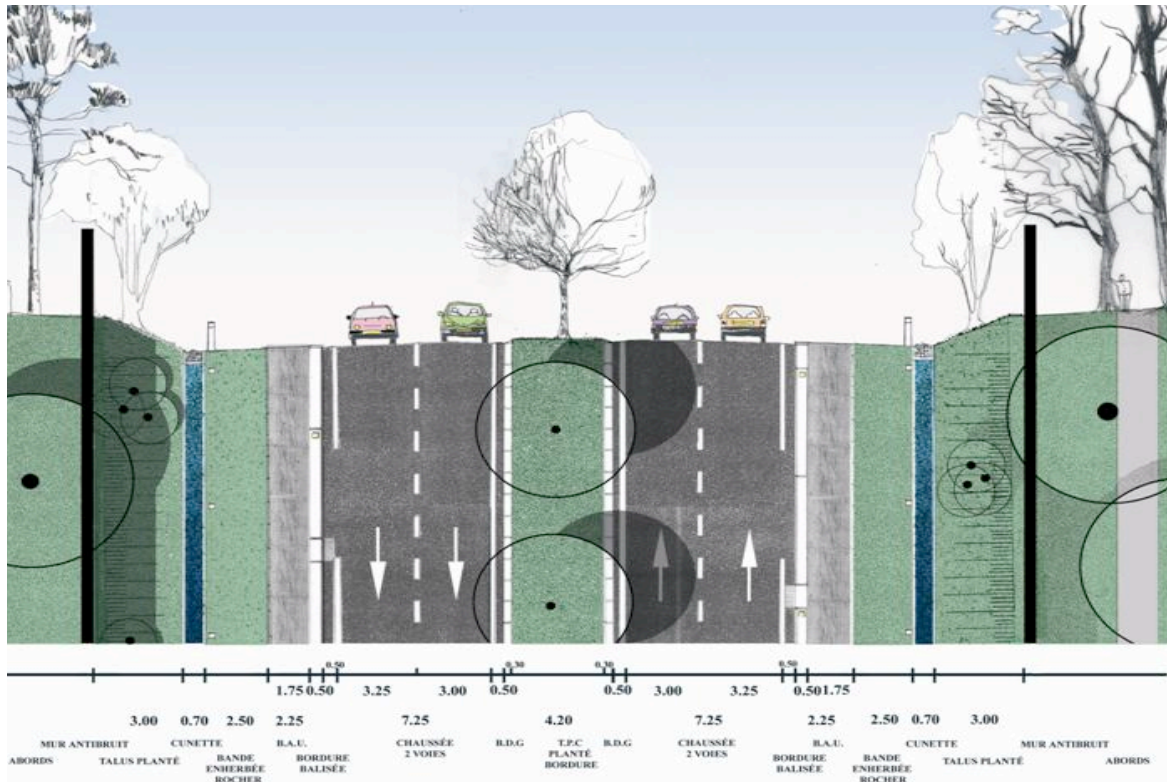 0.50 0.30 0.30 0.50
1.75 0.50 3.25 3.00 0.50 0.50 3.00 3.25 0.50 1.75
3.00 0.70 2.50 2.25 7.25 4.20 7.25 2.25 2.50 0.70 3.00
MUR ANTIBRUIT CUNETTE B.A.U. CHAUSSÉE B.D.G T.P.C B.D.G CHAUSSÉE B.A.U. CUNETTE MUR ANTIBRUIT
2 VOIES PLANTÉ 2 VOIES
ABORDS TALUS PLANTÉ BANDE BORDURE BORDURE BORDURE BANDE TALUS PLANTÉ ABORDS
ENHERBÉE BALISÉE BALISÉE ENHERBÉE
ROCHER ROCHER